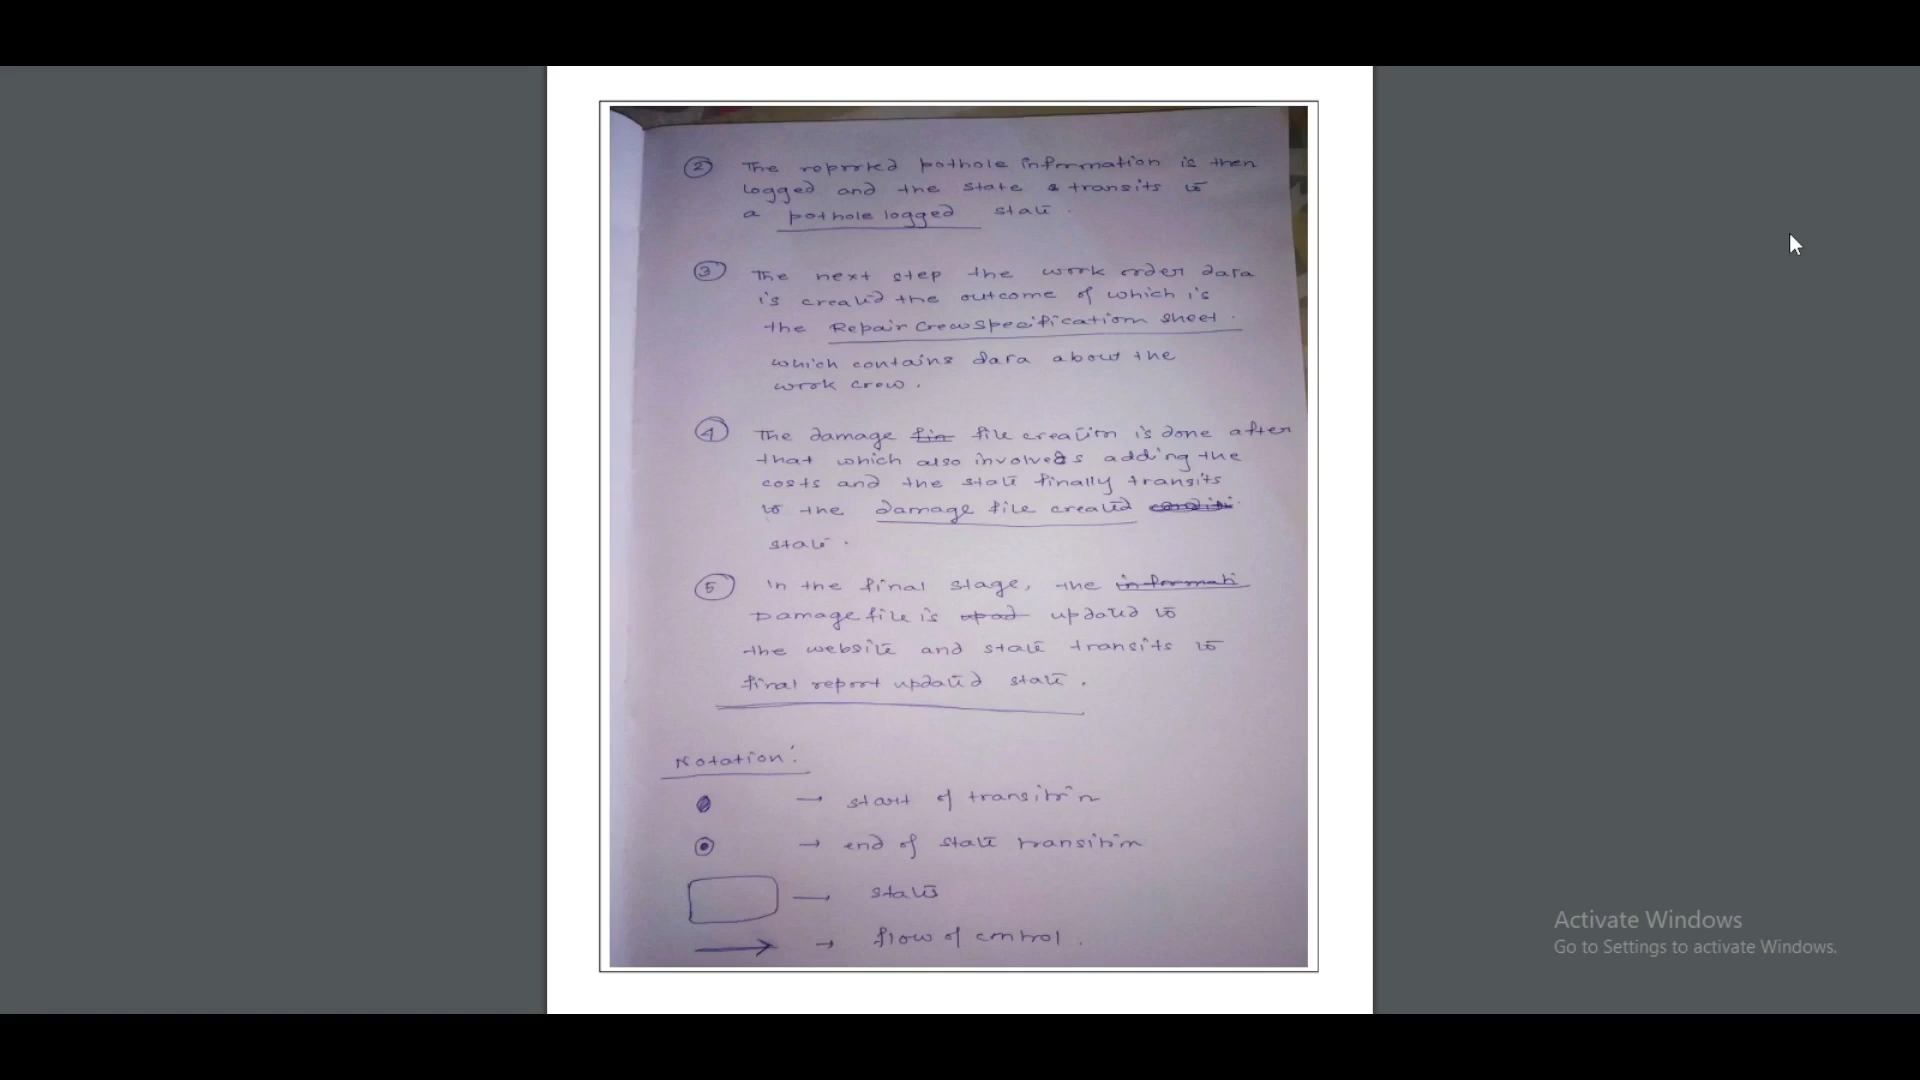 ② The reported pothole information is then
logged and the state transits to
a pothole logged state.
③ The next step the work order data
is created the outcome of which is
the Repair Crew specification sheet.
which contains data about the
work crew.
④ The damage fin file creation is done after
that which also involves adding the
costs and the state finally transits
to the damage file created
state.
⑤ In the final stage, the informati
Damage file is upad updated to
the website and state transits to
final report updated state.
Notation:
→ start of transition
→ end of state transition
— states
→ → flow of control.
Activate Windows
Go to Settings to activate Windows.